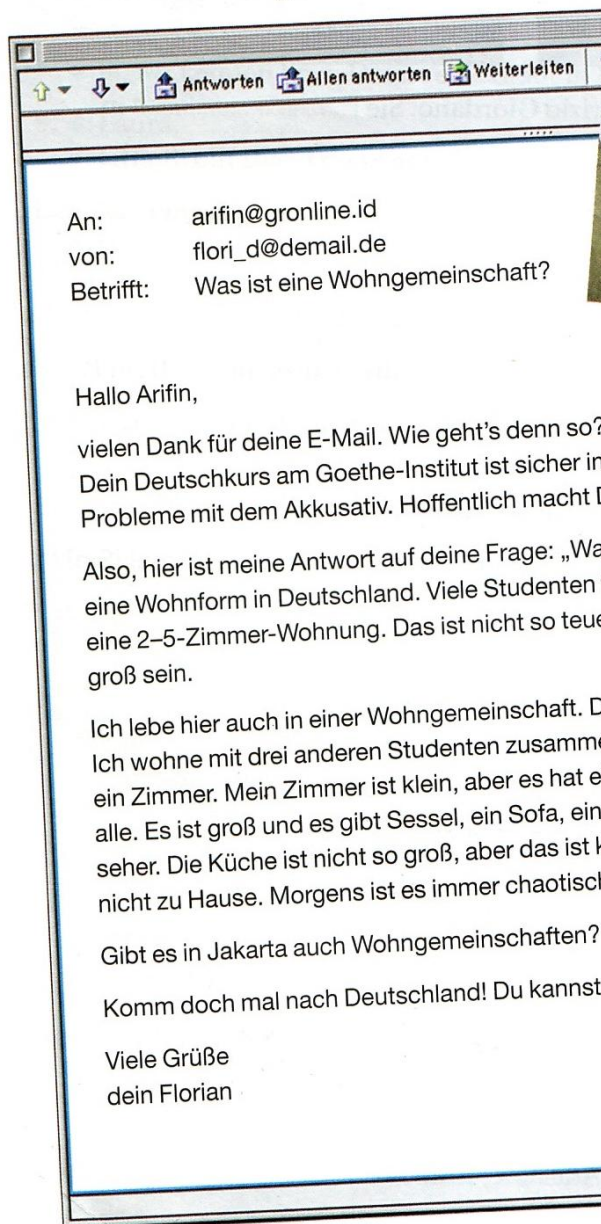 Antworten Allen antworten Weiterleiten
An: arifin@gronline.id
von: flori_d@demail.de
Betrifft: Was ist eine Wohngemeinschaft?
Hallo Arifin,
vielen Dank für deine E-Mail. Wie geht's denn so?
Dein Deutschkurs am Goethe-Institut ist sicher in
Probleme mit dem Akkusativ. Hoffentlich macht D
Also, hier ist meine Antwort auf deine Frage: „Wa
eine Wohnform in Deutschland. Viele Studenten
eine 2–5-Zimmer-Wohnung. Das ist nicht so teue
groß sein.
Ich lebe hier auch in einer Wohngemeinschaft. D
Ich wohne mit drei anderen Studenten zusamme
ein Zimmer. Mein Zimmer ist klein, aber es hat e
alle. Es ist groß und es gibt Sessel, ein Sofa, ein
seher. Die Küche ist nicht so groß, aber das ist k
nicht zu Hause. Morgens ist es immer chaotisch
Gibt es in Jakarta auch Wohngemeinschaften?
Komm doch mal nach Deutschland! Du kannst
Viele Grüße
dein Florian